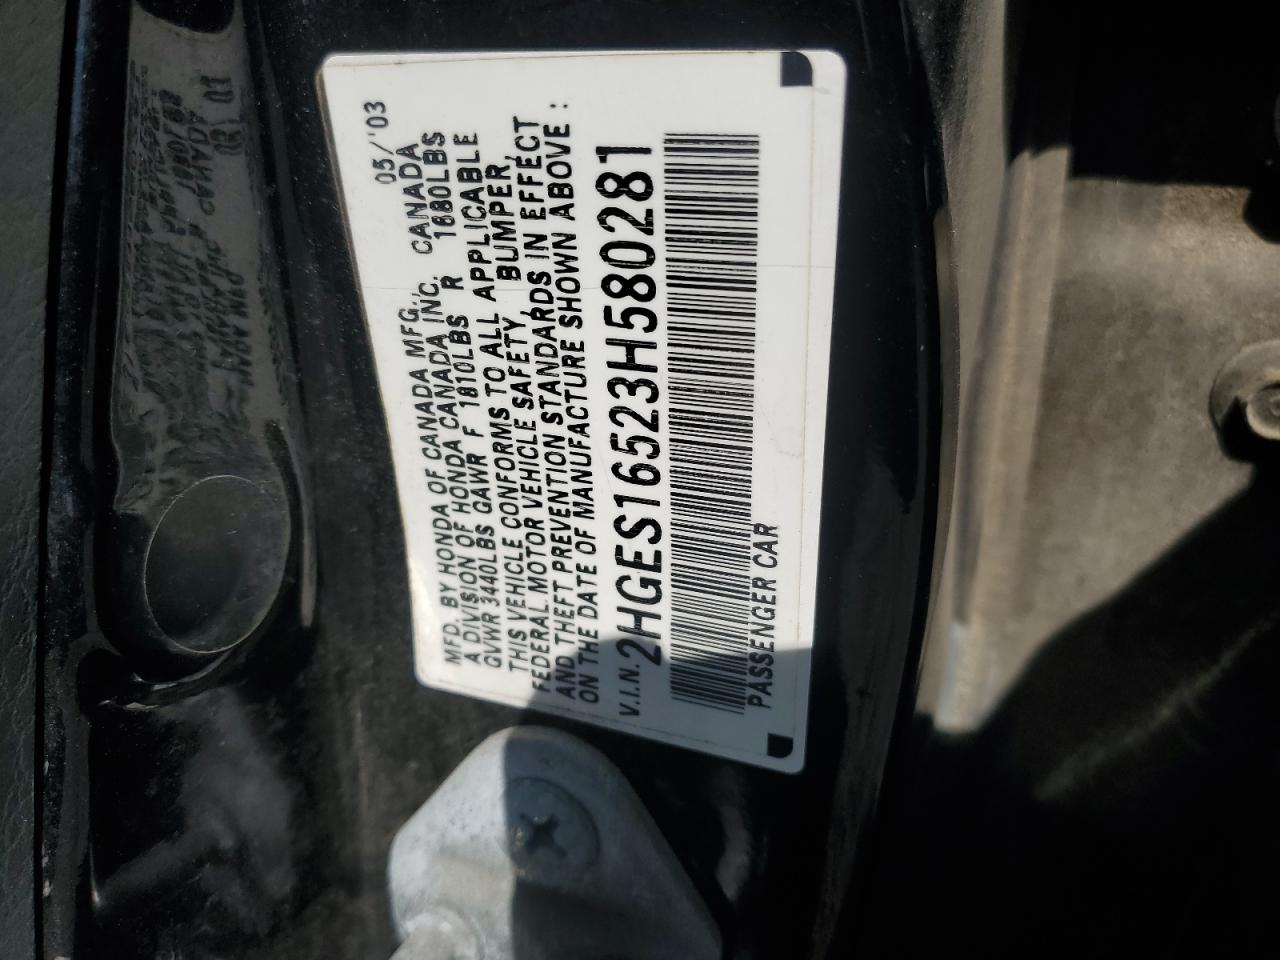 MFD. BY HONDA OF CANADA MFG., 05/'03
A DIVISION OF HONDA CANADA INC. CANADA
GVWR 3440LBS GAWR F 1810LBS R 1680LBS
THIS VEHICLE CONFORMS TO ALL APPLICABLE
FEDERAL MOTOR VEHICLE SAFETY, BUMPER,
AND THEFT PREVENTION STANDARDS IN EFFECT
ON THE DATE OF MANUFACTURE SHOWN ABOVE:
V.I.N. 2HGES16523H580281
PASSENGER CAR